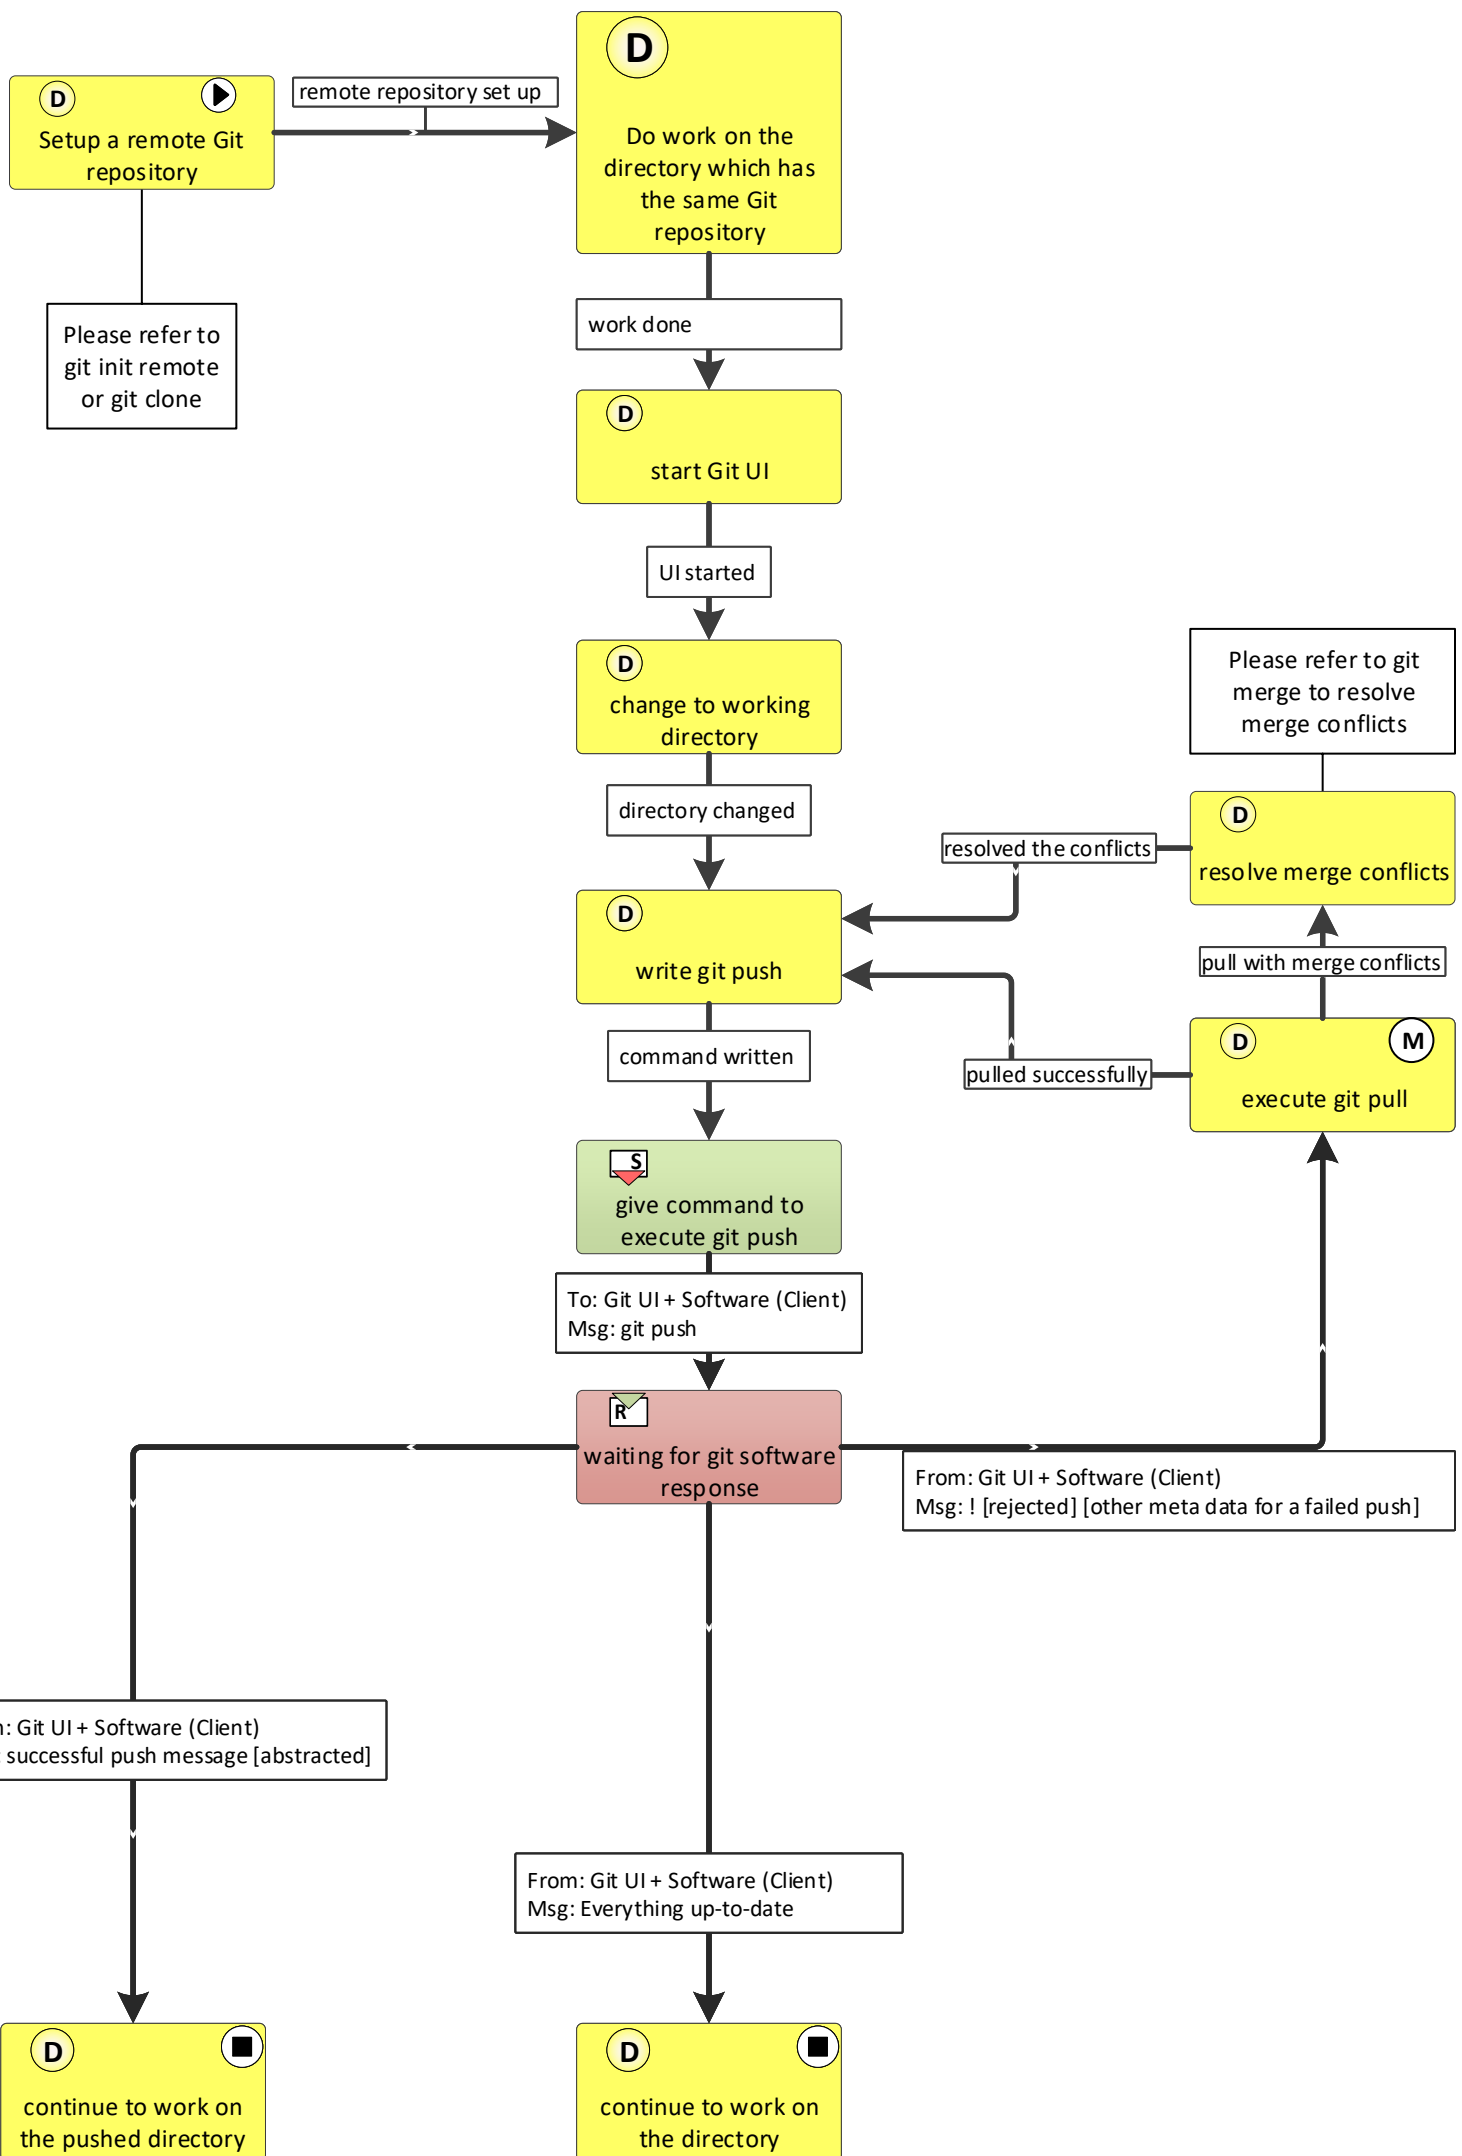 D
remote repository set up
D
Setup a remote Git
repository
Do work on the
directory which has
the same Git
repository
Please refer to
git init remote
or git clone
work done
D
start Git UI
UI started
D
change to working
directory
Please refer to git
merge to resolve
merge conflicts
directory changed
D
resolve merge conflicts
resolved the conflicts
D
write git push
pull with merge conflicts
D
M
execute git pull
pulled successfully
command written
S
give command to
execute git push
To: Git UI + Software (Client)
Msg: git push
R
waiting for git software
response
From: Git UI + Software (Client)
Msg: ! [rejected] [other meta data for a failed push]
: Git UI + Software (Client)
: successful push message [abstracted]
From: Git UI + Software (Client)
Msg: Everything up-to-date
D
continue to work on
the pushed directory
D
continue to work on
the directory